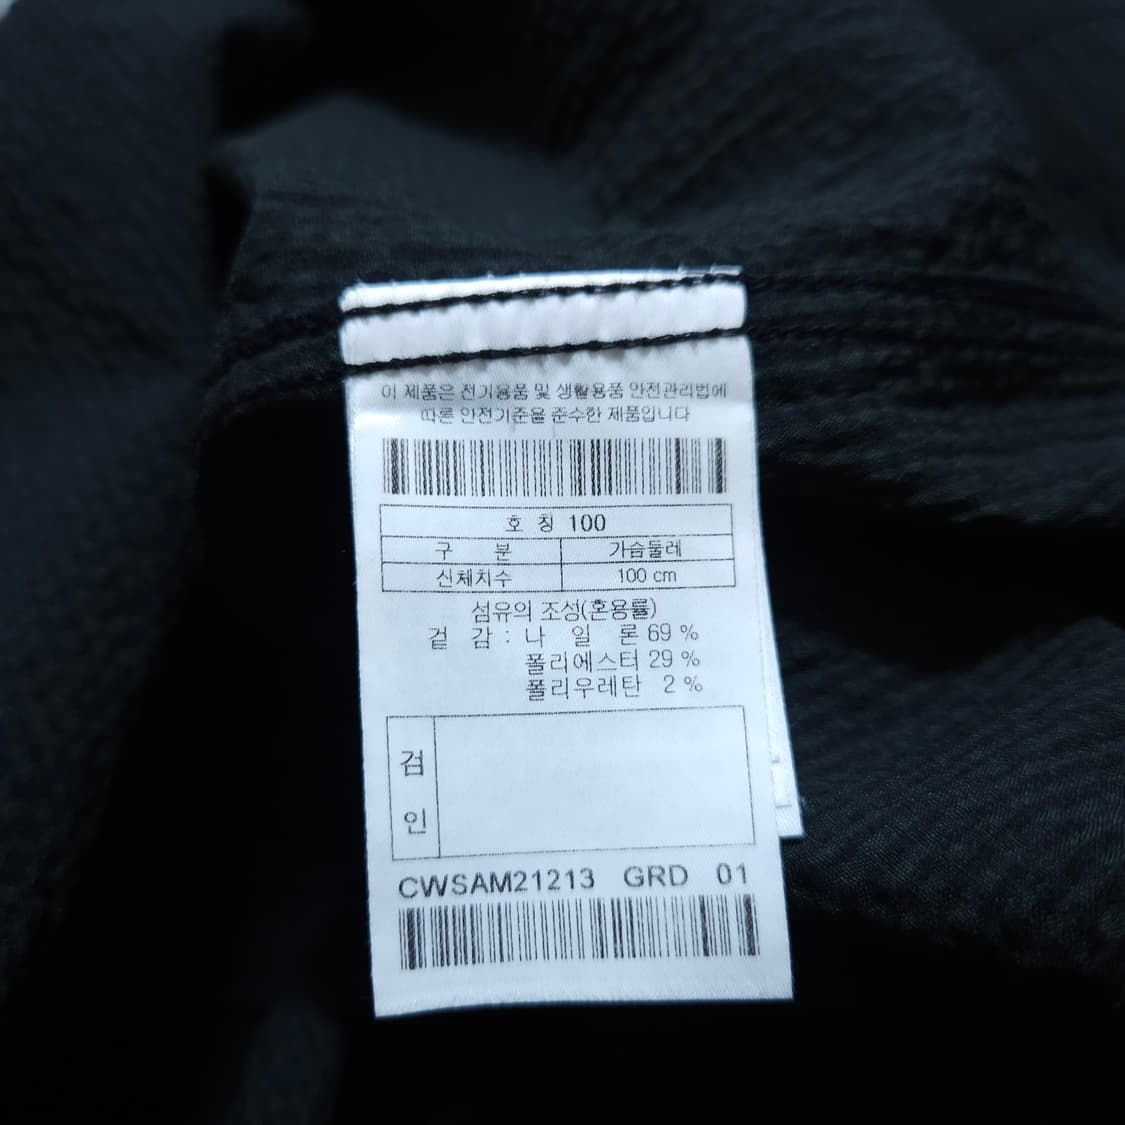 이 제품은 전기용품 및 생활용품 안전관리법에
따른 안전기준을 준수한 제품입니다
호 칭 100
구 분 가슴둘레
신체치수 100 cm
섬유의 조성(혼용률)
겉 감 : 나 일 론 69 %
폴리에스터 29 %
폴리우레탄 2 %
검
인
CWSAM21213 GRD 01